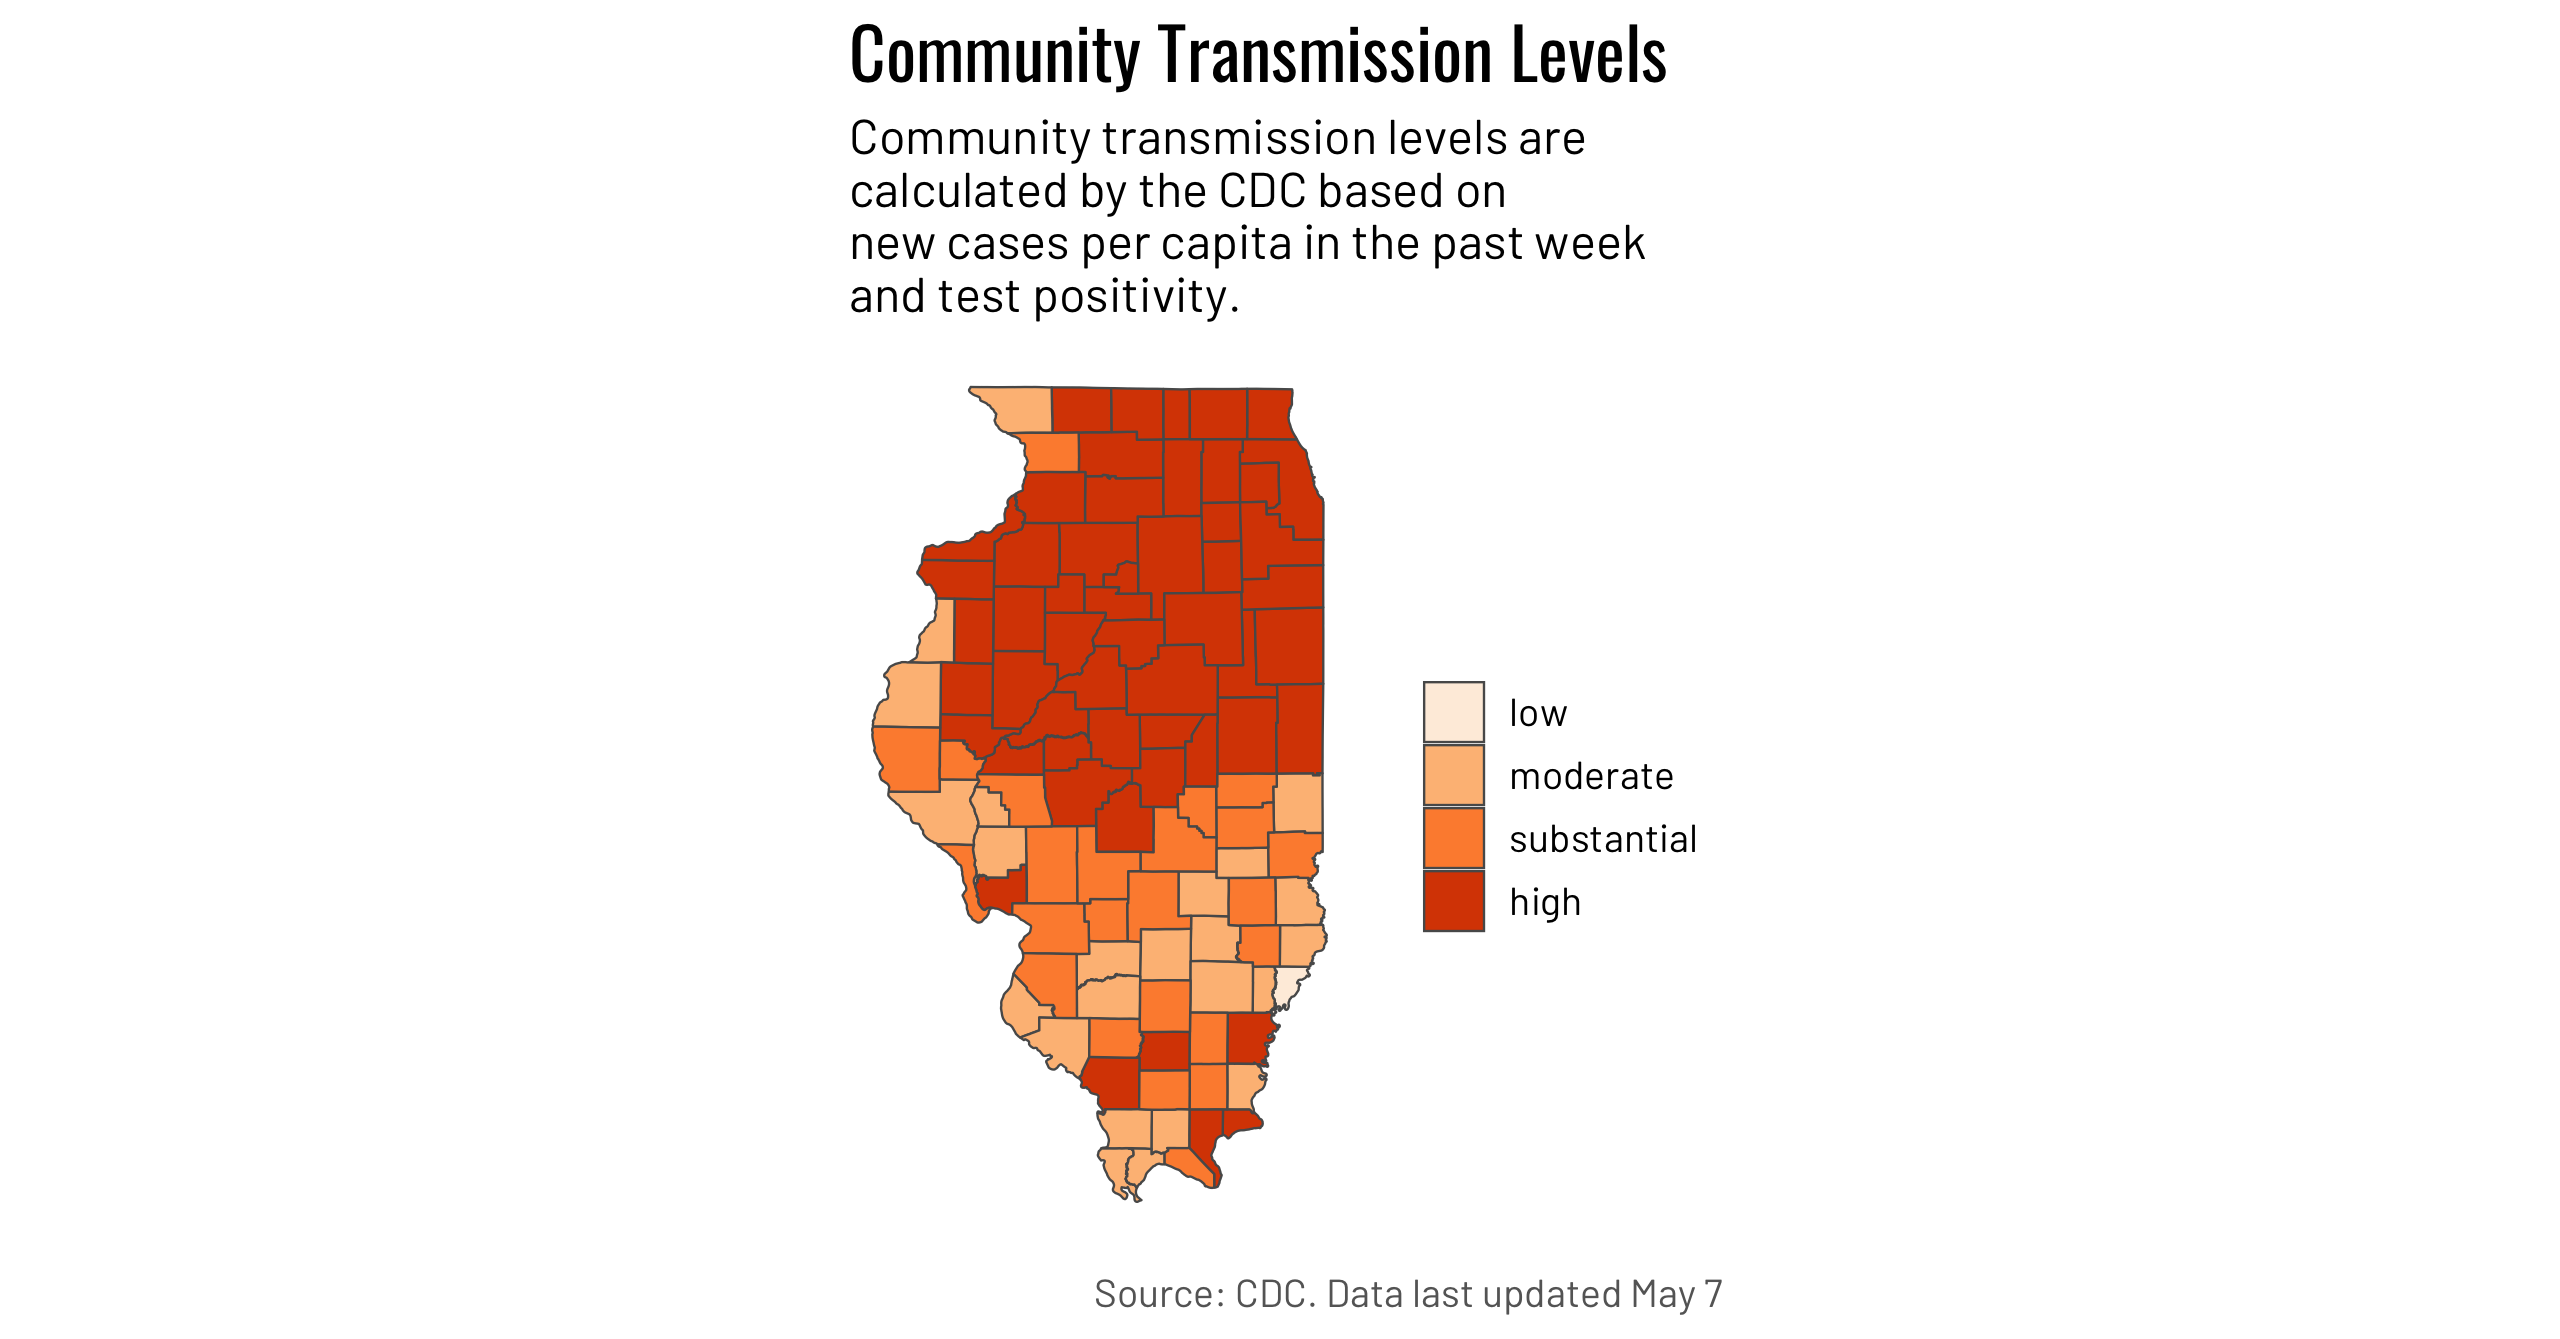 Community Transmission Levels
Community transmission levels are
calculated by the CDC based on
new cases per capita in the past week
and test positivity.
low
moderate
substantial
high
Source: CDC. Data last updated May 7